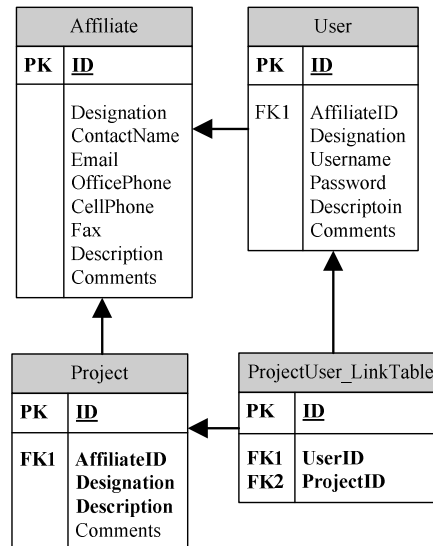 Affiliate
PK ID
Designation
ContactName
Email
OfficePhone
CellPhone
Fax
Description
Comments
User
PK ID
FK1 AffiliateID
Designation
Username
Password
Descriptoin
Comments
Project
PK ID
FK1 AffiliateID
Designation
Description
Comments
ProjectUser_LinkTable
PK ID
FK1 UserID
FK2 ProjectID